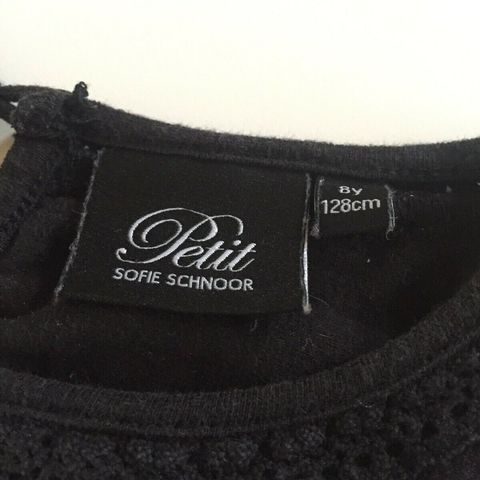 Petit
SOFIE SCHNOOR
8y
128cm